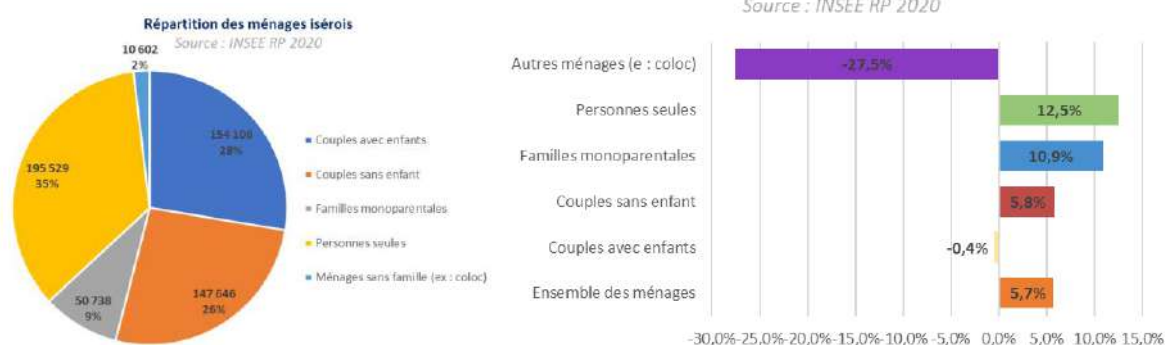 Répartition des ménages isérois
Source : INSEE RP 2020
10 602
2%
154 108
28%
195 529
35%
50 738
9%
147 646
26%
Couples avec enfants
Couples sans enfant
Familles monoparentales
Personnes seules
Ménages sans famille (ex : coloc)
Source : INSEE RP 2020
Autres ménages (e : coloc)
-27,5%
Personnes seules
12,5%
Familles monoparentales
10,9%
Couples sans enfant
5,8%
Couples avec enfants
-0,4%
Ensemble des ménages
5,7%
-30,0% -25,0% -20,0% -15,0% -10,0% -5,0% 0,0% 5,0% 10,0% 15,0%